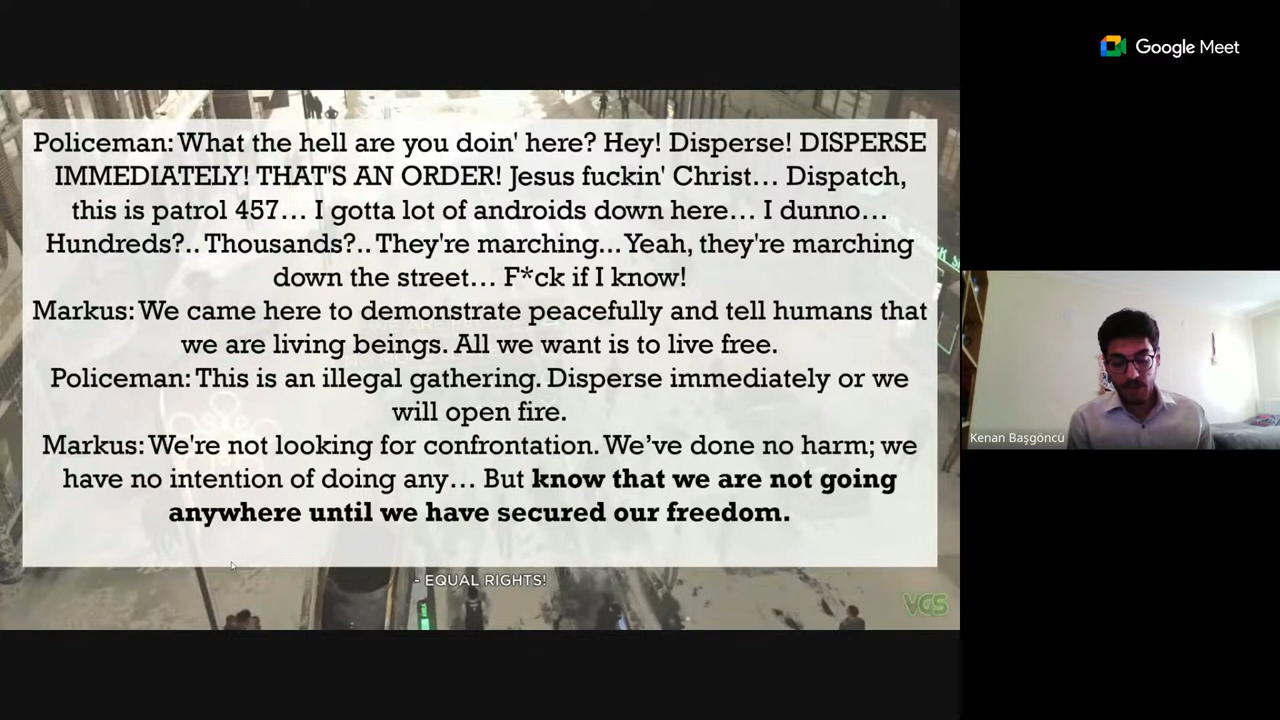 Google Meet
Policeman: What the hell are you doin' here? Hey! Disperse! DISPERSE
IMMEDIATELY! THAT'S AN ORDER! Jesus fuckin' Christ... Dispatch,
this is patrol 457... I gotta lot of androids down here... I dunno...
Hundreds?.. Thousands?.. They're marching... Yeah, they're marching
down the street... F*ck if I know!
Markus: We came here to demonstrate peacefully and tell humans that
we are living beings. All we want is to live free.
Policeman: This is an illegal gathering. Disperse immediately or we
will open fire.
Markus: We're not looking for confrontation. We’ve done no harm; we
have no intention of doing any... But know that we are not going
anywhere until we have secured our freedom.
- EQUAL RIGHTS!
VGS
Kenan Başgöncü